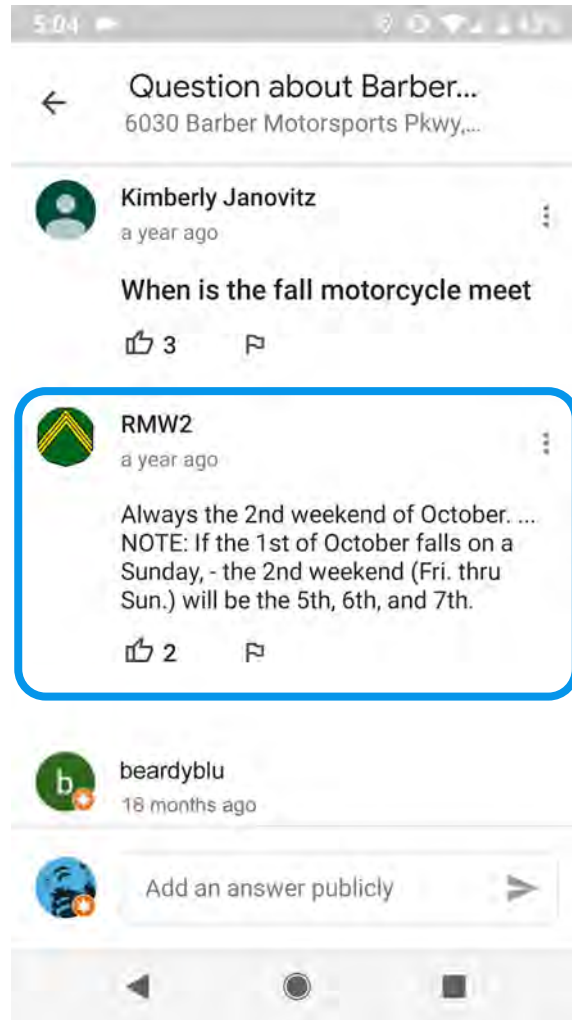 5:04
43%
Question about Barber...
6030 Barber Motorsports Pkwy,...
Kimberly Janovitz
a year ago
When is the fall motorcycle meet
3
RMW2
a year ago
Always the 2nd weekend of October. ...
NOTE: If the 1st of October falls on a
Sunday, - the 2nd weekend (Fri. thru
Sun.) will be the 5th, 6th, and 7th.
2
b
beardyblu
18 months ago
Add an answer publicly